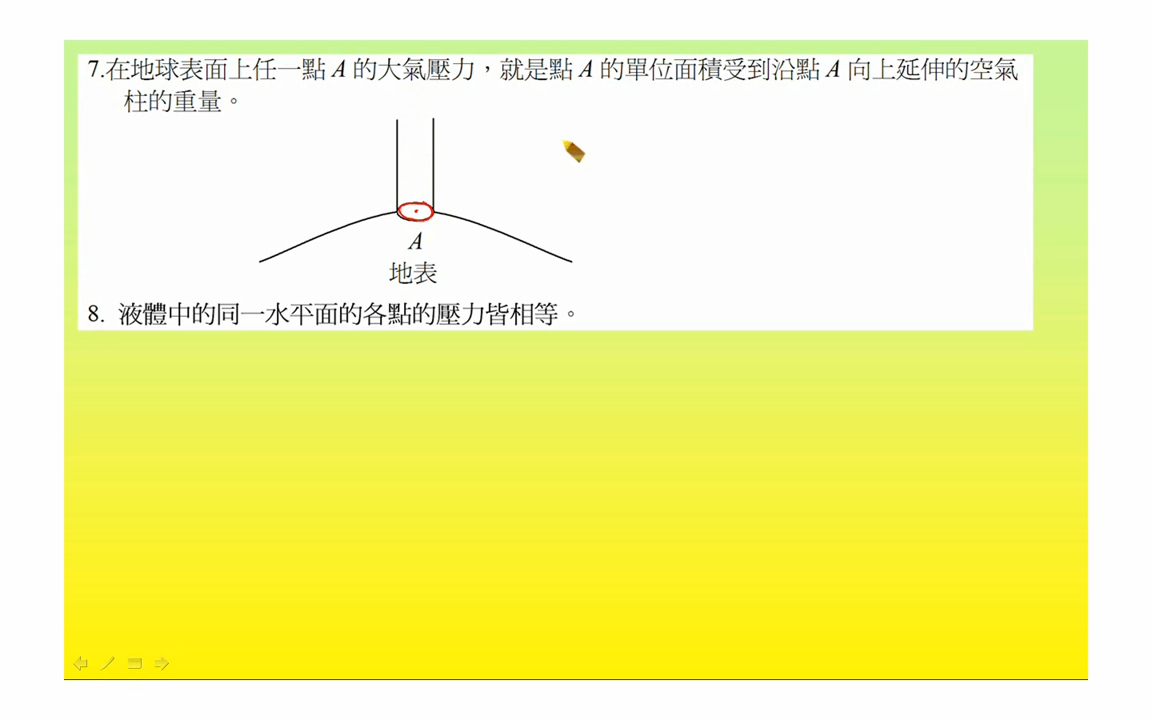 7.在地球表面上任一點 A 的大氣壓力，就是點 A 的單位面積受到沿點 A 向上延伸的空氣
柱的重量。
A
地表
8. 液體中的同一水平面的各點的壓力皆相等。